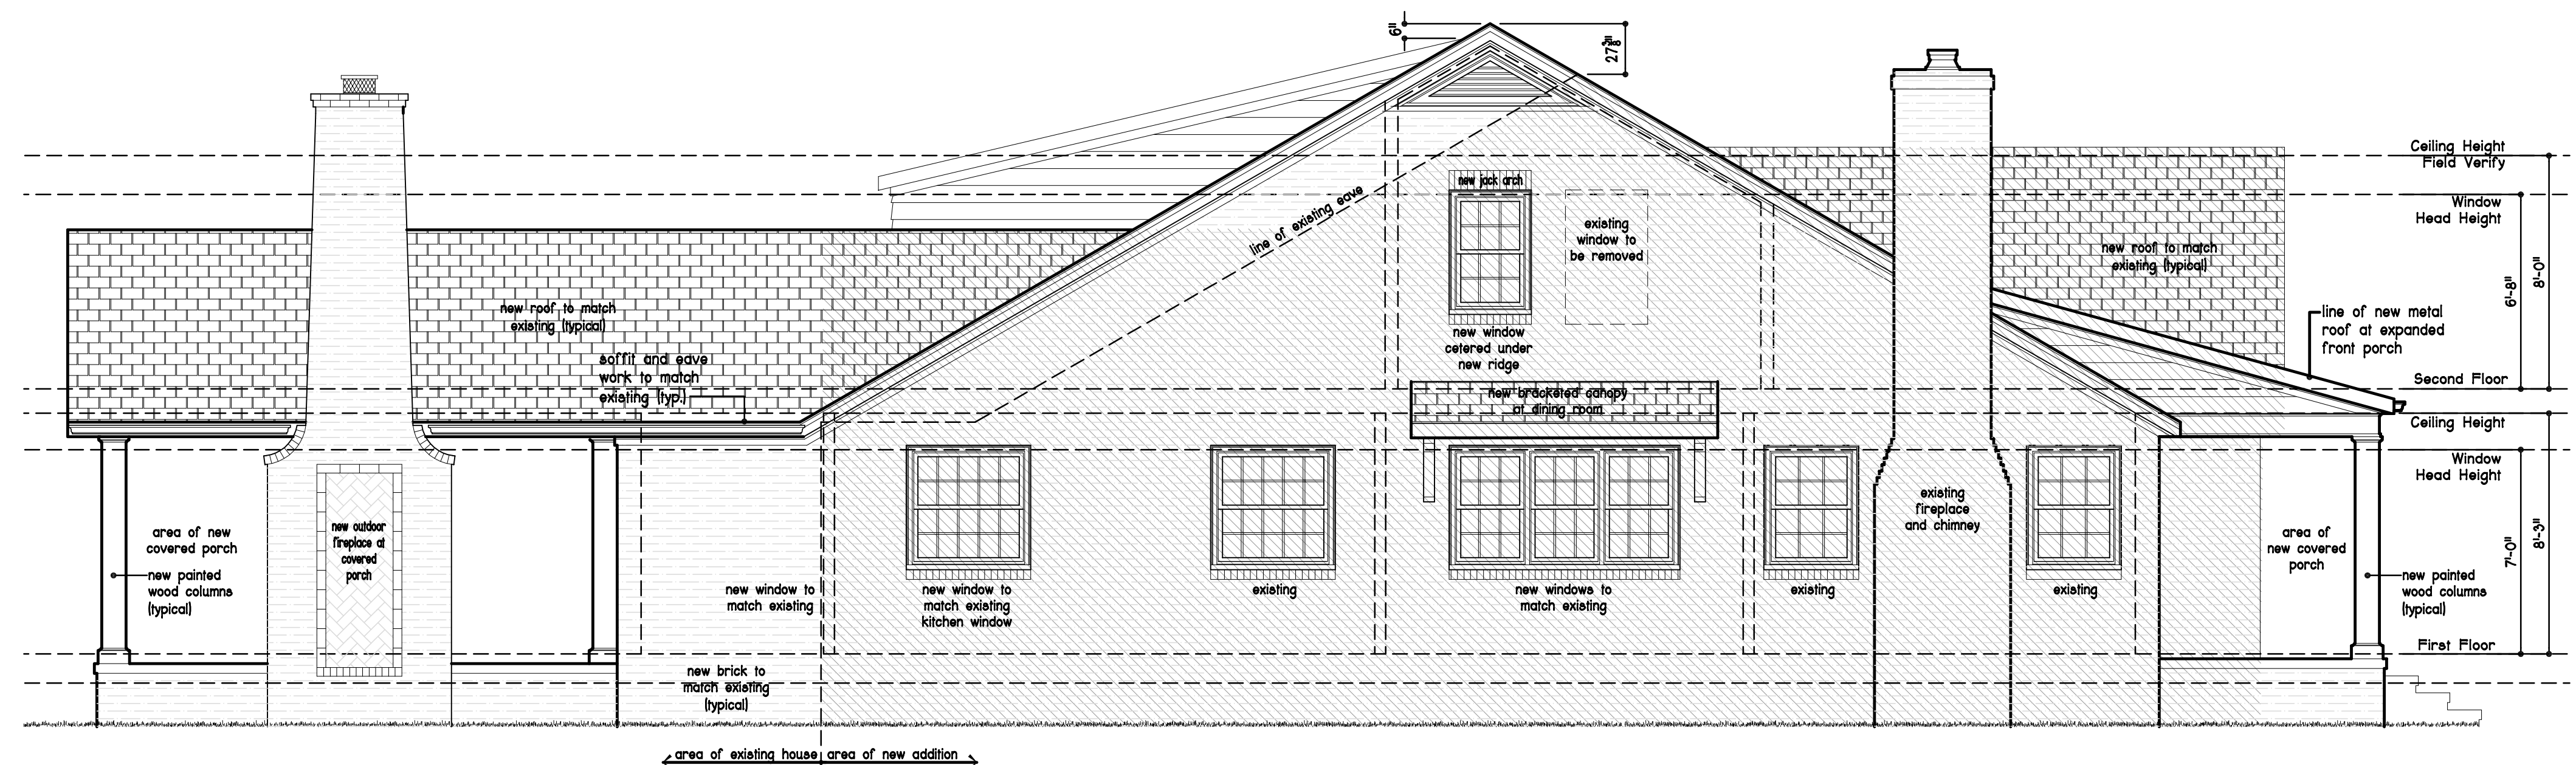 6"
27 3/8"
Ceiling Height
Field Verify
Window
Head Height
6'-8"
8'-0"
new jack arch
line of existing eave
existing
window to
be removed
new roof to match
existing (typical)
new roof to match
existing (typical)
line of new metal
roof at expanded
front porch
new window
cetered under
new ridge
soffit and eave
work to match
existing (typ.)
Second Floor
new bracketed canopy
at dining room
Ceiling Height
Window
Head Height
7'-0"
8'-3"
area of new
covered porch
new painted
wood columns
(typical)
new outdoor
fireplace at
covered
porch
new window to
match existing
new window to
match existing
kitchen window
existing
new windows to
match existing
existing
existing
fireplace
and chimney
existing
area of
new covered
porch
new painted
wood columns
(typical)
First Floor
new brick to
match existing
(typical)
area of existing house
area of new addition